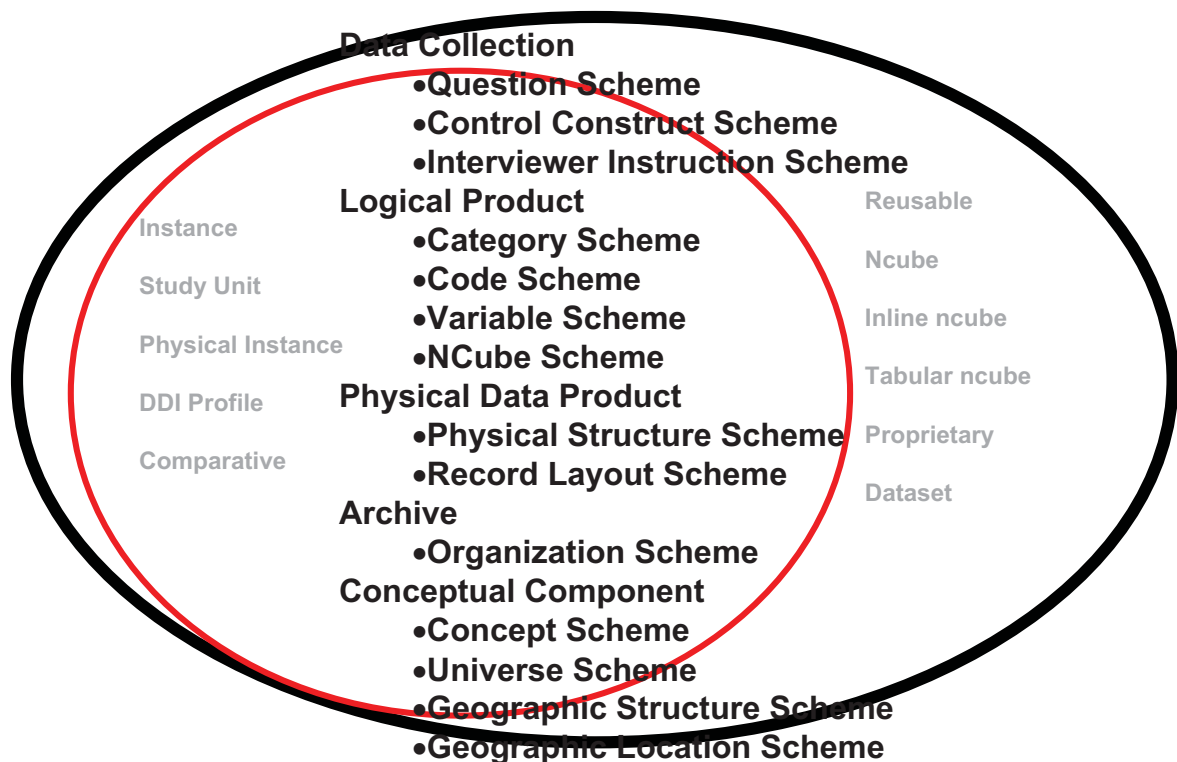 Data Collection
•Question Scheme
•Control Construct Scheme
•Interviewer Instruction Scheme
Logical Product
•Category Scheme
•Code Scheme
•Variable Scheme
•NCube Scheme
Physical Data Product
•Physical Structure Scheme
•Record Layout Scheme
Archive
•Organization Scheme
Conceptual Component
•Concept Scheme
•Universe Scheme
•Geographic Structure Scheme
•Geographic Location Scheme
Instance
Study Unit
Physical Instance
DDI Profile
Comparative
Reusable
Ncube
Inline ncube
Tabular ncube
Proprietary
Dataset